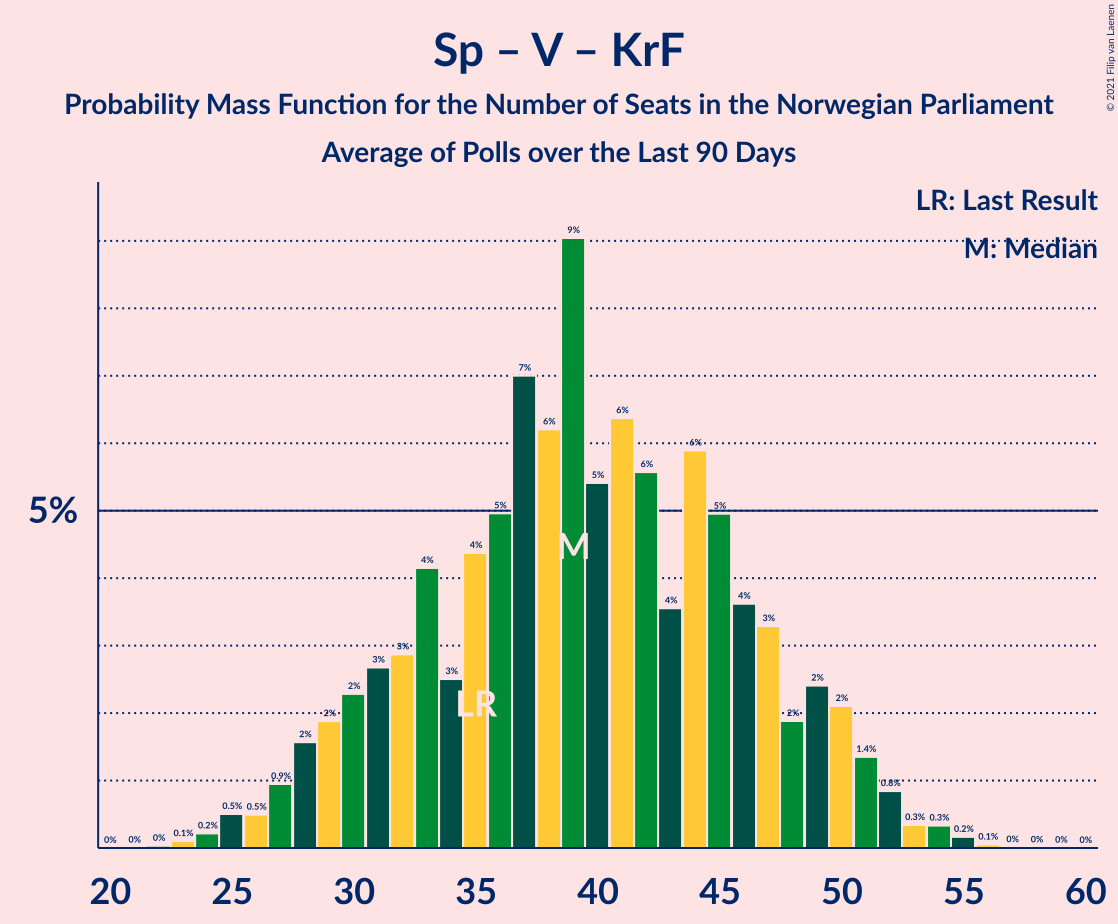 © 2021 Filip van Laenen
Sp – V – KrF
Probability Mass Function for the Number of Seats in the Norwegian Parliament
Average of Polls over the Last 90 Days
LR: Last Result
M: Median
5%
0% 0% 0% 0.1% 0.2% 0.5% 0.5% 0.9% 2% 2% 2% 3% 3% 4% 3% 4% 5% 7% 6% 9% 5% 6% 6% 4% 6% 5% 4% 3% 2% 2% 2% 1.4% 0.8% 0.3% 0.3% 0.2% 0.1% 0% 0% 0% 0%
M
LR
20 25 30 35 40 45 50 55 60